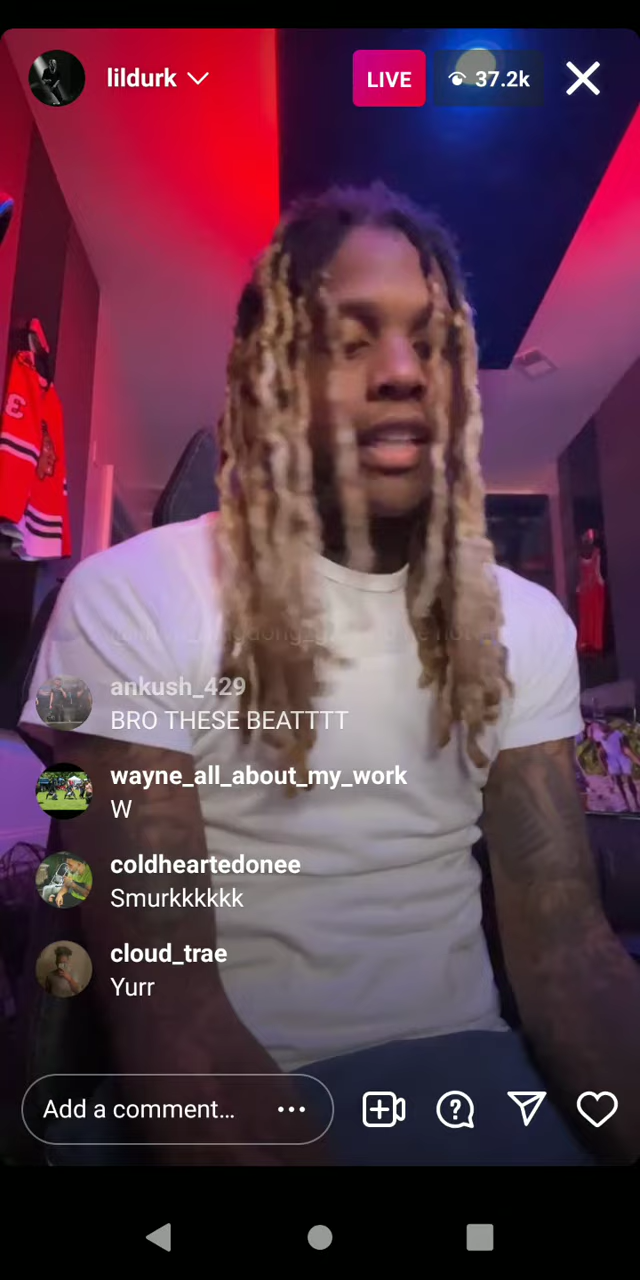 lildurk
LIVE
37.2k
ankush_429
BRO THESE BEATTTT
wayne_all_about_my_work
W
coldheartedonee
Smurkkkkkk
cloud_trae
Yurr
Add a comment...